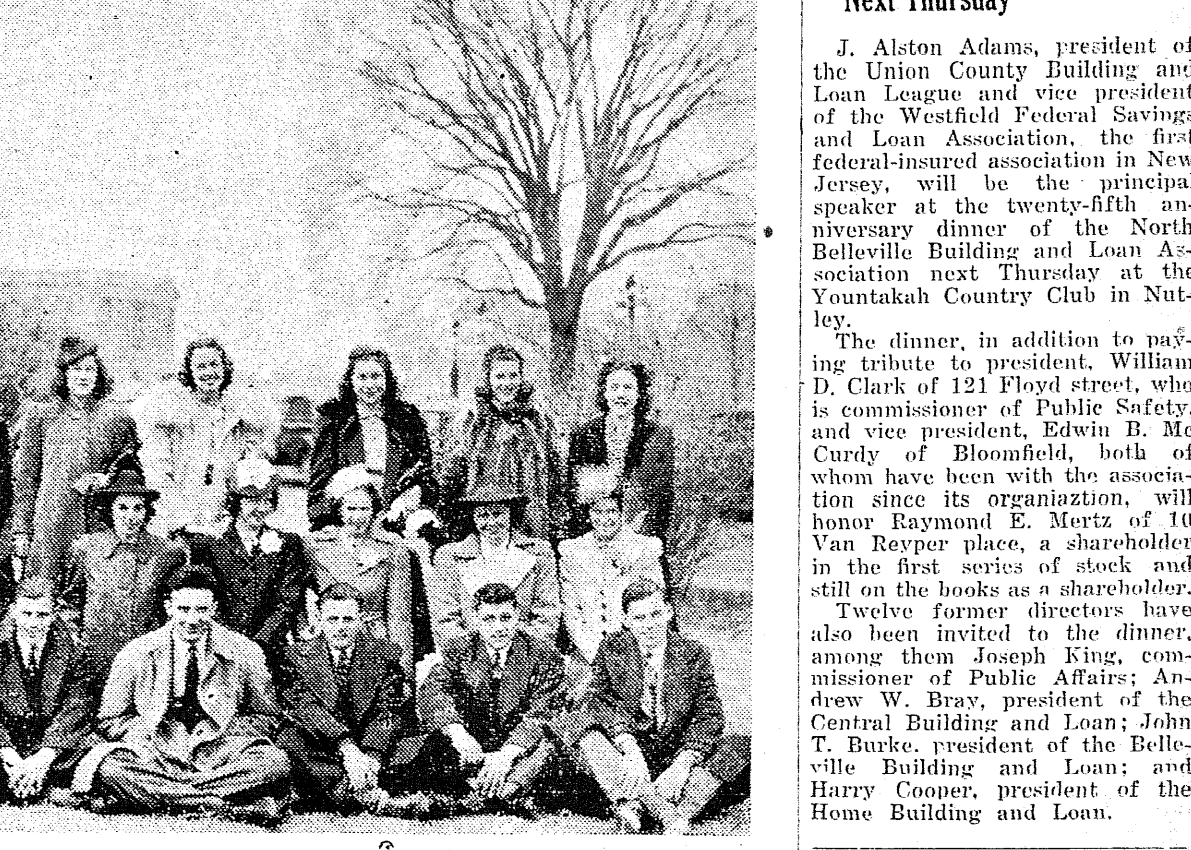 Next Thursday
J. Alston Adams, president of
the Union County Building and
Loan League and vice president
of the Westfield Federal Savings
and Loan Association, the first
federal-insured association in New
Jersey, will be the principal
speaker at the twenty-fifth an-
niversary dinner of the North
Belleville Building and Loan As-
sociation next Thursday at the
Yountakah Country Club in Nut-
ley.
The dinner, in addition to pay-
ing tribute to president, William
D. Clark of 121 Floyd street, who
is commissioner of Public Safety,
and vice president, Edwin B. Mc
Curdy of Bloomfield, both of
whom have been with the associa-
tion since its organiaztion, will
honor Raymond E. Mertz of 10
Van Reyper place, a shareholder
in the first series of stock and
still on the books as a shareholder.
Twelve former directors have
also been invited to the dinner,
among them Joseph King, com-
missioner of Public Affairs; An-
drew W. Bray, president of the
Central Building and Loan; John
T. Burke, president of the Belle-
ville Building and Loan; and
Harry Cooper, president of the
Home Building and Loan.